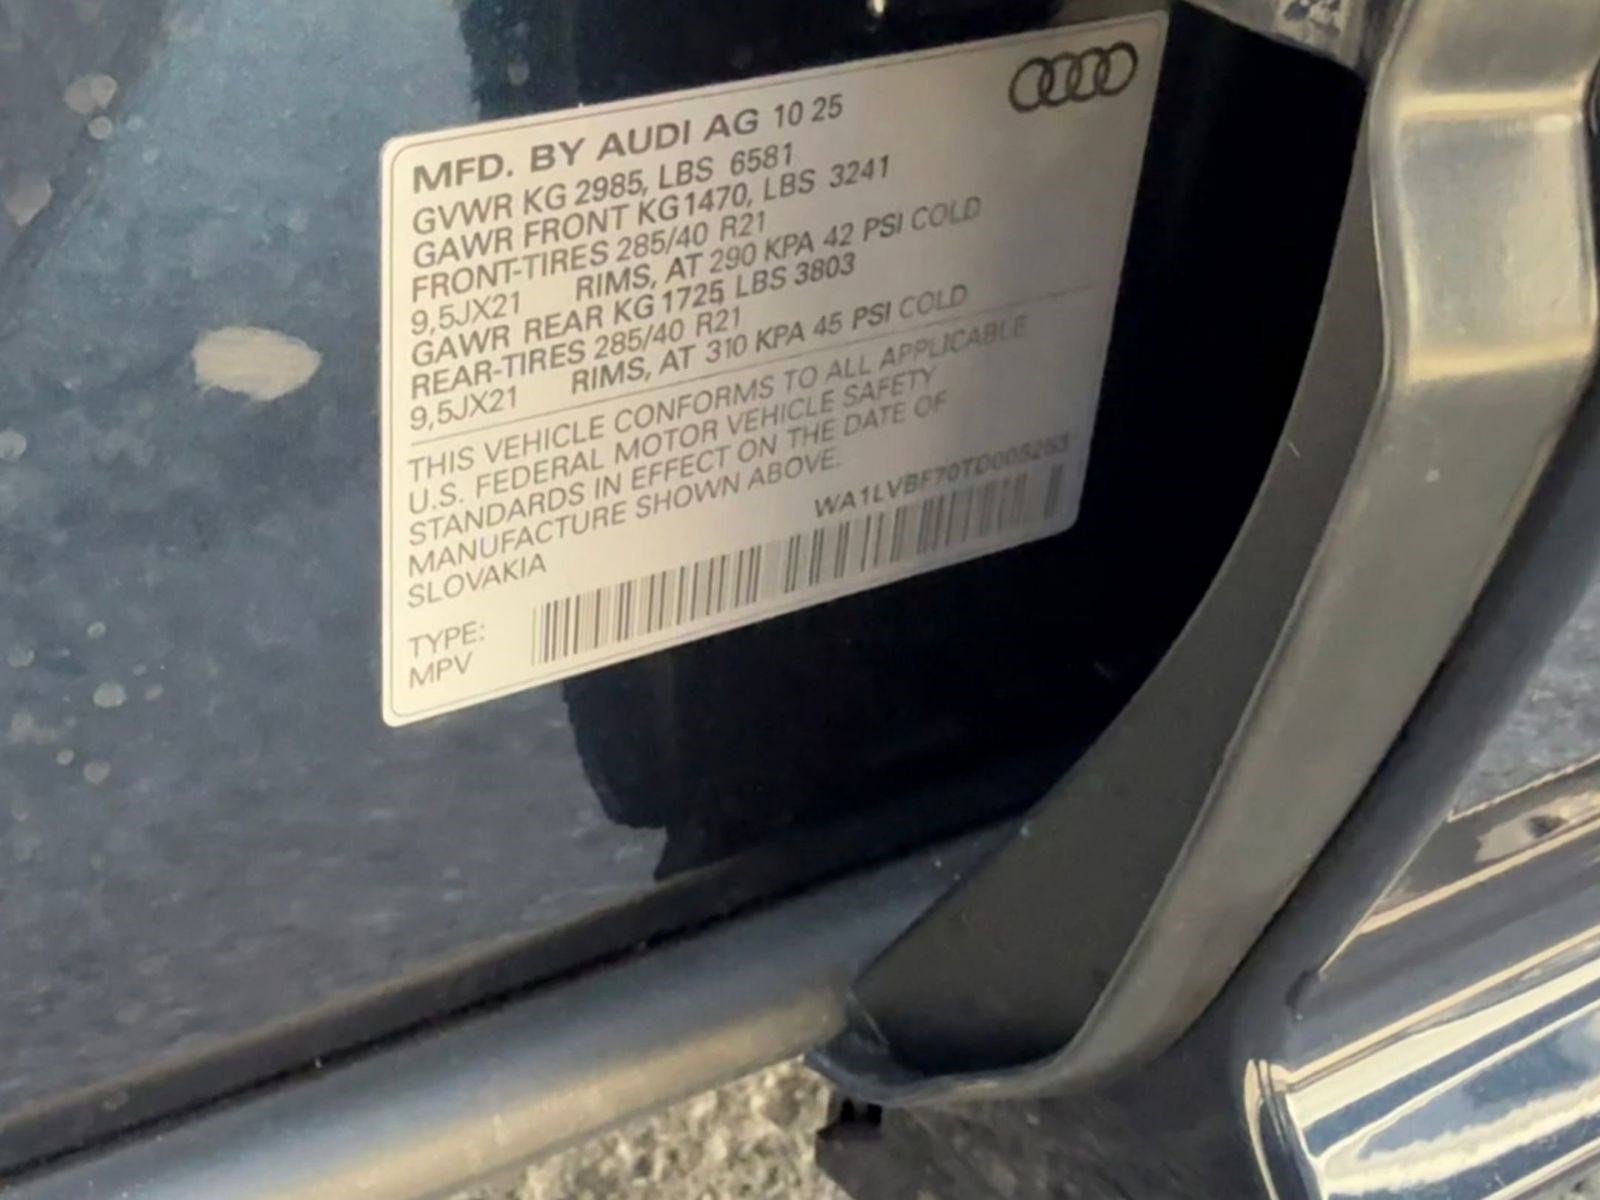 MFD. BY AUDI AG 10 25
GVWR KG 2985, LBS 6581
GAWR FRONT KG1470, LBS 3241
FRONT-TIRES 285/40 R21
9,5JX21 RIMS, AT 290 KPA 42 PSI COLD
GAWR REAR KG1725, LBS 3803
REAR-TIRES 285/40 R21
9,5JX21 RIMS, AT 310 KPA 45 PSI COLD
THIS VEHICLE CONFORMS TO ALL APPLICABLE
U.S. FEDERAL MOTOR VEHICLE SAFETY
STANDARDS IN EFFECT ON THE DATE OF
MANUFACTURE SHOWN ABOVE.
SLOVAKIA
TYPE:
MPV